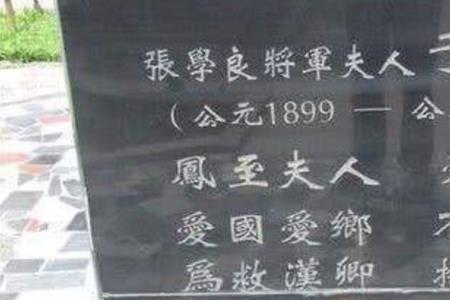 張學良將軍夫人
(公元1899 — 公
鳳至夫人
愛國愛鄉
為救漢卿